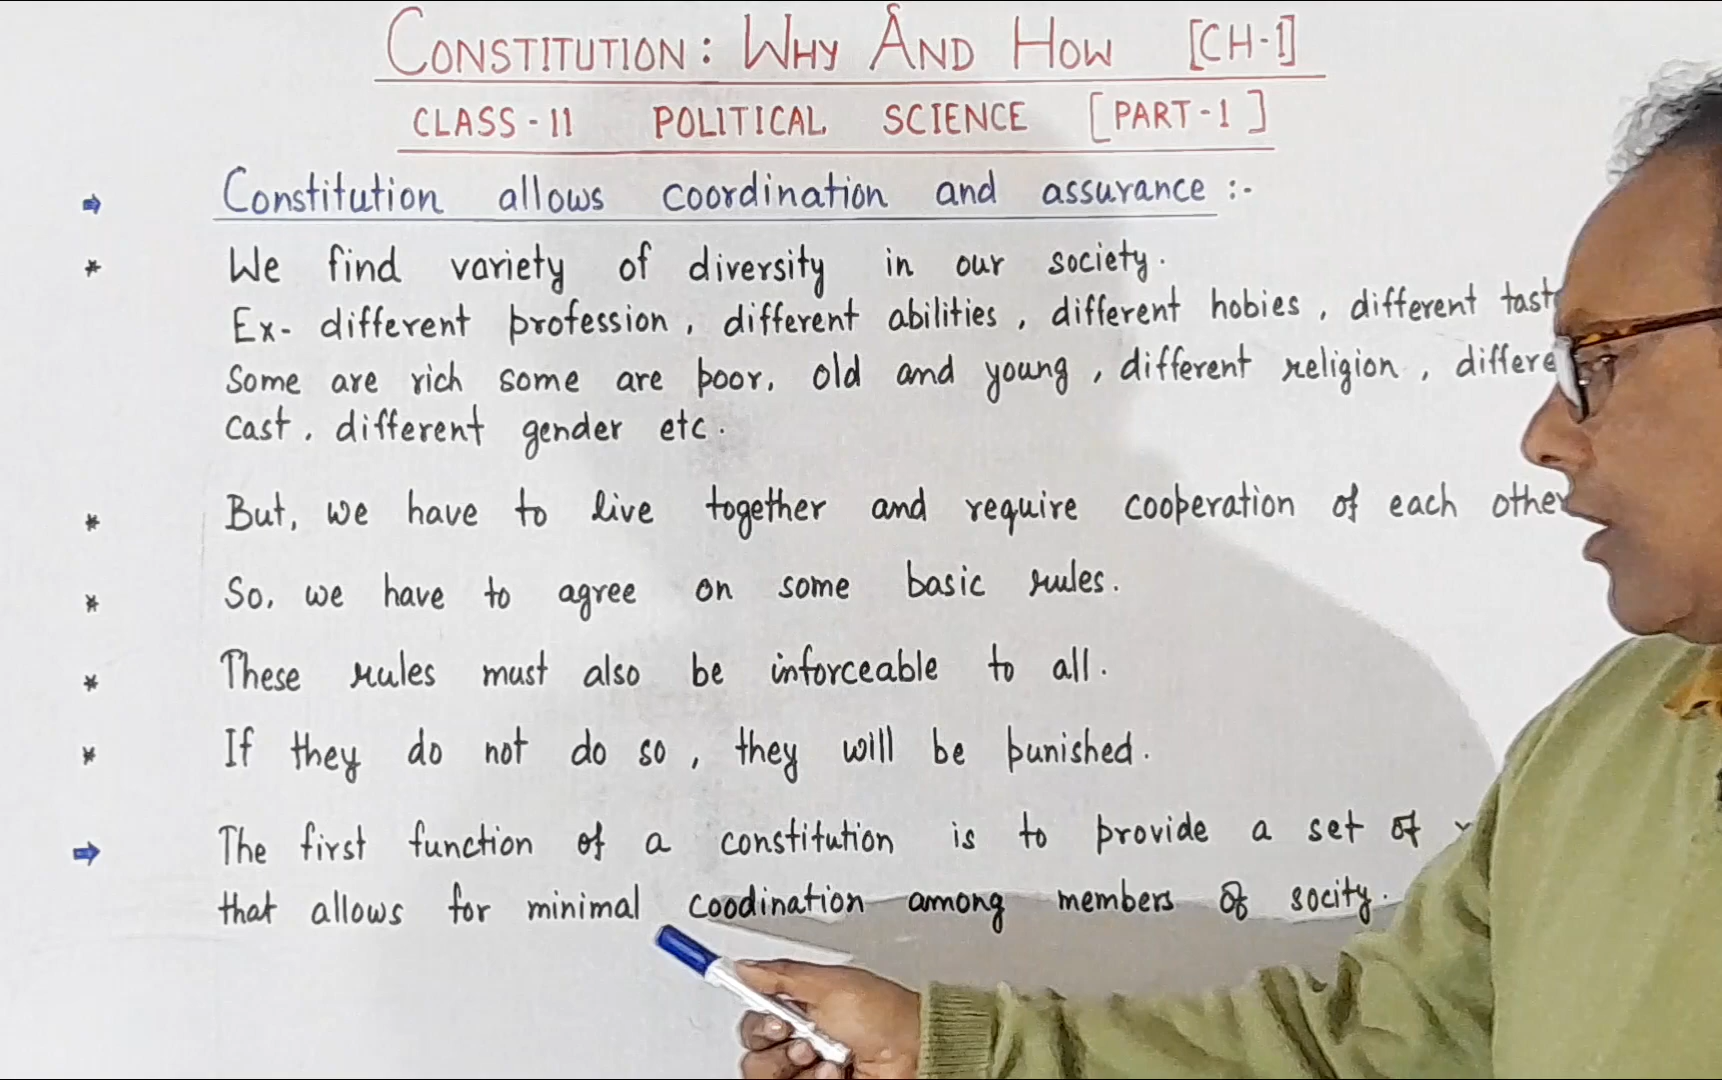 CONSTITUTION: WHY AND HOW [CH-1]
CLASS-11 POLITICAL SCIENCE [PART-1]
⇒ Constitution allows coordination and assurance :-
* We find variety of diversity in our society.
Ex- different profession, different abilities, different hobies, different
Some are rich some are poor, old and young, different religion,
cast, different gender etc.
* But, we have to live together and require cooperation of each other
* So, we have to agree on some basic rules.
* These rules must also be inforceable to all.
* If they do not do so, they will be punished.
⇒ The first function of a constitution is to provide a set of
that allows for minimal coodination among members of socity.